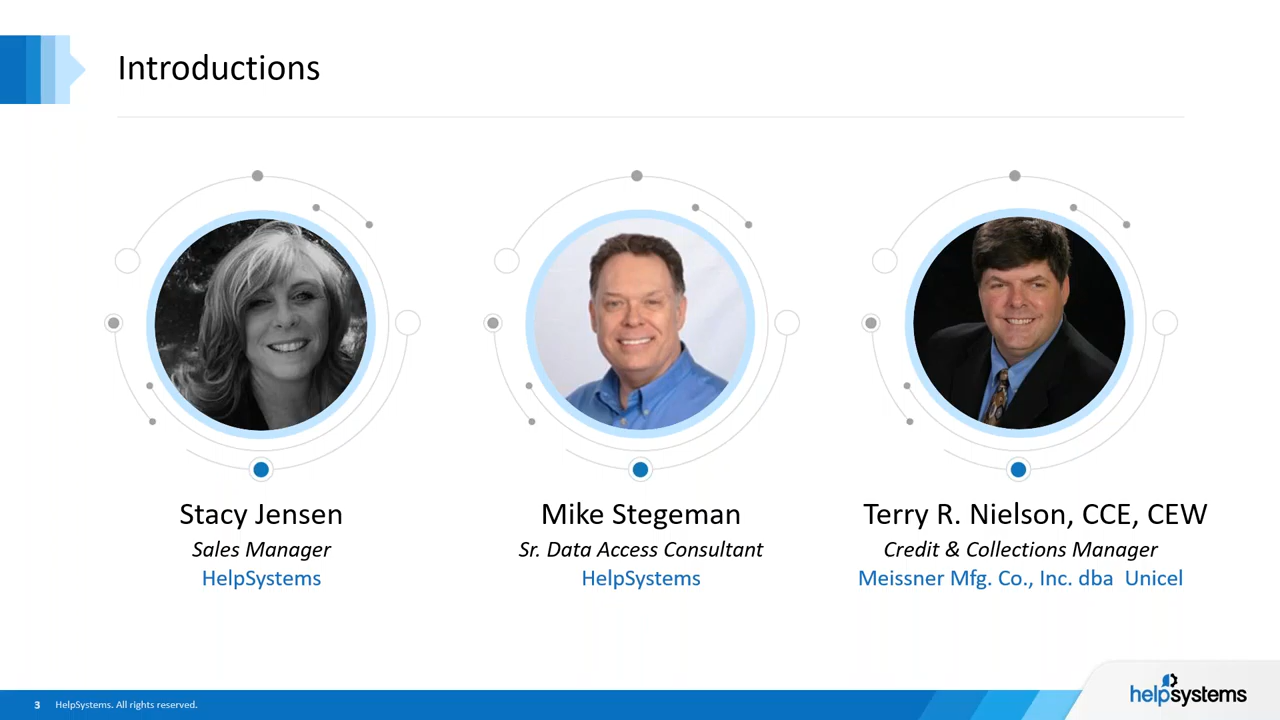 Introductions
Stacy Jensen
Sales Manager
HelpSystems
Mike Stegeman
Sr. Data Access Consultant
HelpSystems
Terry R. Nielson, CCE, CEW
Credit & Collections Manager
Meissner Mfg. Co., Inc. dba  Unicel
3 HelpSystems. All rights reserved.
helpsystems